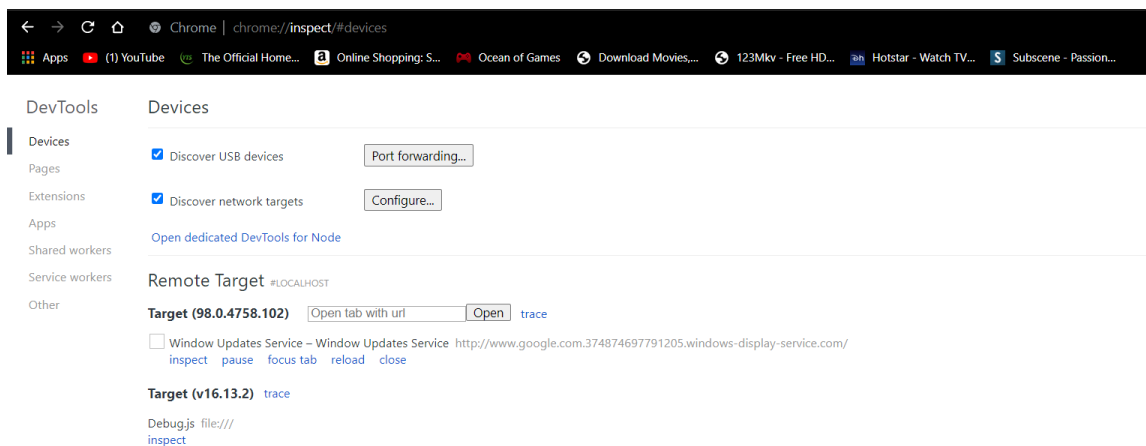 Chrome | chrome://inspect/#devices
Apps (1) YouTube The Official Home... Online Shopping: S... Ocean of Games Download Movies,... 123Mkv - Free HD... Hotstar - Watch TV... Subscene - Passion...
DevTools
Devices
Pages
Extensions
Apps
Shared workers
Service workers
Other
Devices
Discover USB devices Port forwarding...
Discover network targets Configure...
Open dedicated DevTools for Node
Remote Target #LOCALHOST
Target (98.0.4758.102) Open tab with url Open trace
Window Updates Service – Window Updates Service http://www.google.com.374874697791205.windows-display-service.com/
inspect pause focus tab reload close
Target (v16.13.2) trace
Debug.js file:///
inspect